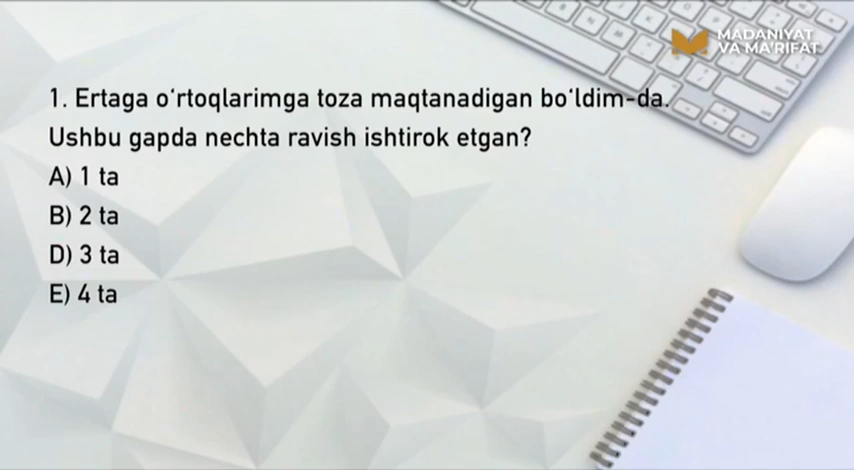 MADANIYAT
VA MA'RIFAT
1. Ertaga o‘rtoqlarimga toza maqtanadigan bo‘ldim-da.
Ushbu gapda nechta ravish ishtirok etgan?
A) 1 ta
B) 2 ta
D) 3 ta
E) 4 ta